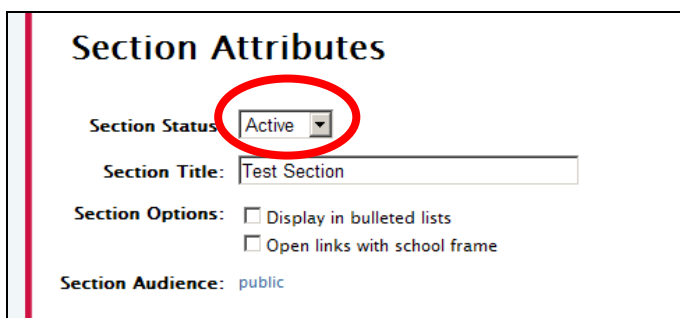 Section Attributes
Section Status Active
Section Title: Test Section
Section Options: Display in bulleted lists
Open links with school frame
Section Audience: public